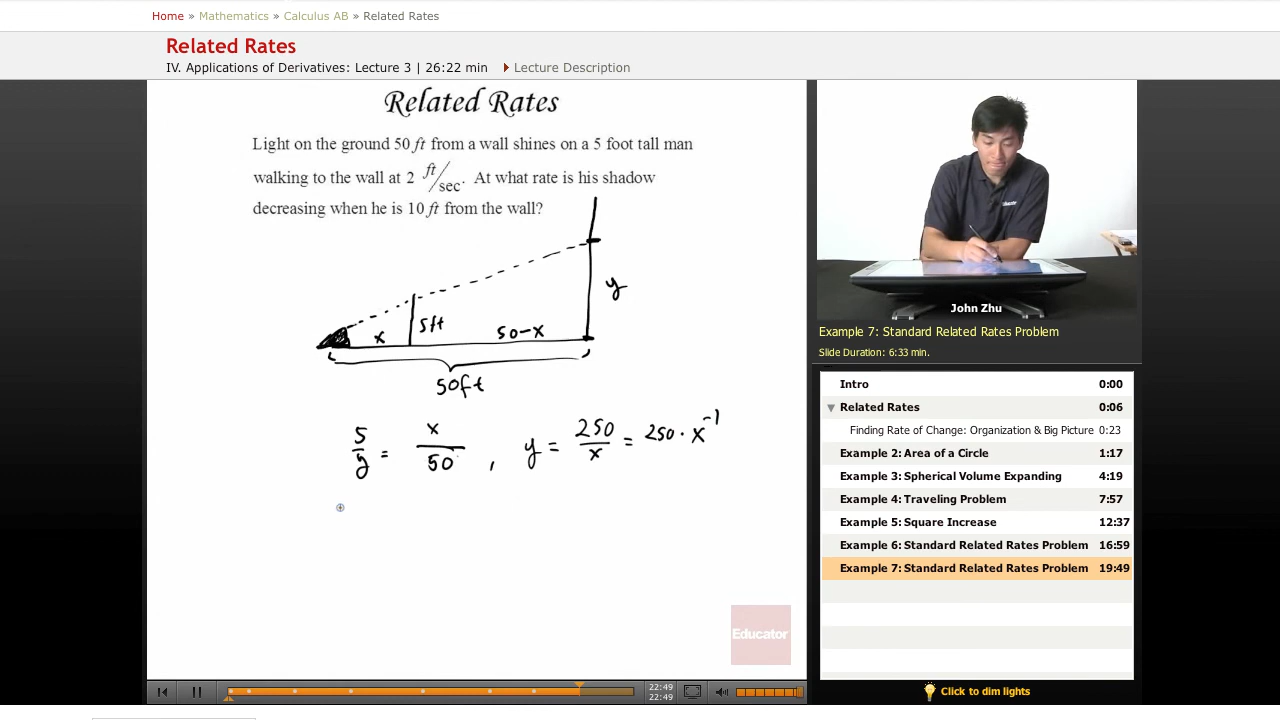 Home » Mathematics » Calculus AB » Related Rates
Related Rates
IV. Applications of Derivatives: Lecture 3 | 26:22 min Lecture Description
Related Rates
Light on the ground 50 ft from a wall shines on a 5 foot tall man
walking to the wall at 2 ft/sec. At what rate is his shadow
decreasing when he is 10 ft from the wall?
y
x 5ft 50-x
50ft
5/y = x/50 , y = 250/x = 250 · x^-1
Educator
Educator
John Zhu
Example 7: Standard Related Rates Problem
Slide Duration: 6:33 min.
Intro 0:00
Related Rates 0:06
Finding Rate of Change: Organization & Big Picture 0:23
Example 2: Area of a Circle 1:17
Example 3: Spherical Volume Expanding 4:19
Example 4: Traveling Problem 7:57
Example 5: Square Increase 12:37
Example 6: Standard Related Rates Problem 16:59
Example 7: Standard Related Rates Problem 19:49
22:49
22:49
Click to dim lights